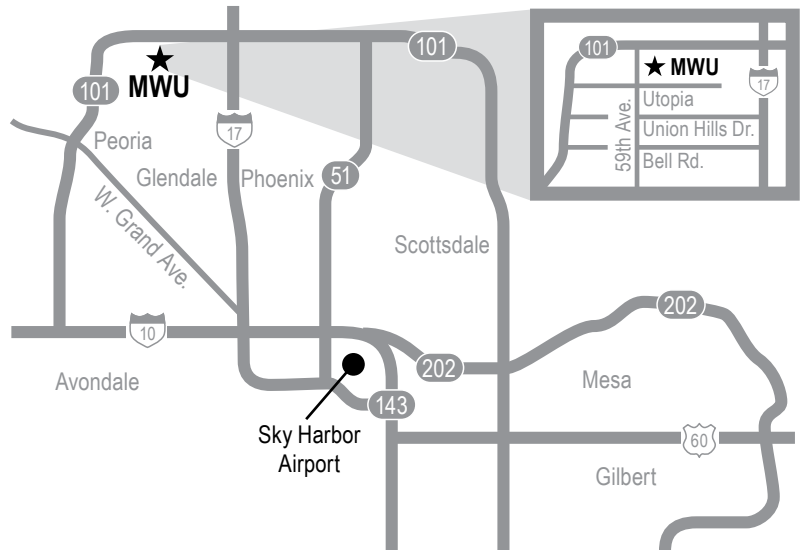 101
101
101
MWU
MWU
101
17
Utopia
17
Peoria
59th Ave.
Union Hills Dr.
Glendale
Phoenix
51
Bell Rd.
W. Grand Ave.
Scottsdale
10
202
202
Avondale
Mesa
143
Sky Harbor
Airport
60
Gilbert